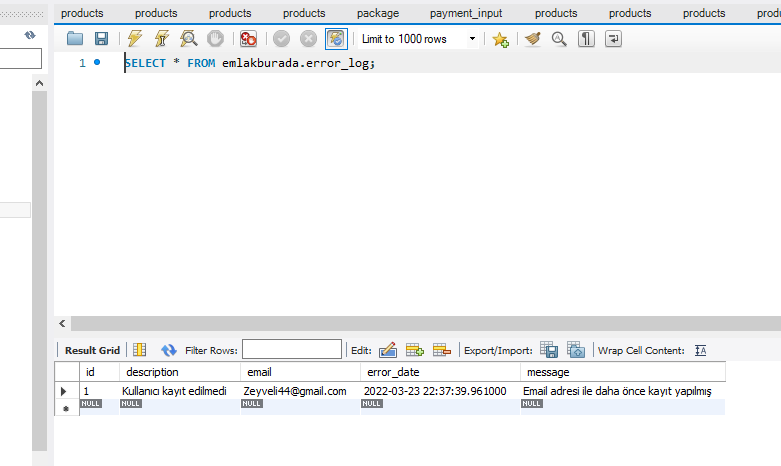 products products products products package payment_input products products products produ
Limit to 1000 rows
1 SELECT * FROM emlakburada.error_log;
Result Grid Filter Rows: Edit: Export/Import: Wrap Cell Content:
id description email error_date message
1 Kullanıcı kayıt edilmedi Zeyveli44@gmail.com 2022-03-23 22:37:39.961000 Email adresi ile daha önce kayıt yapılmış
NULL NULL NULL NULL NULL